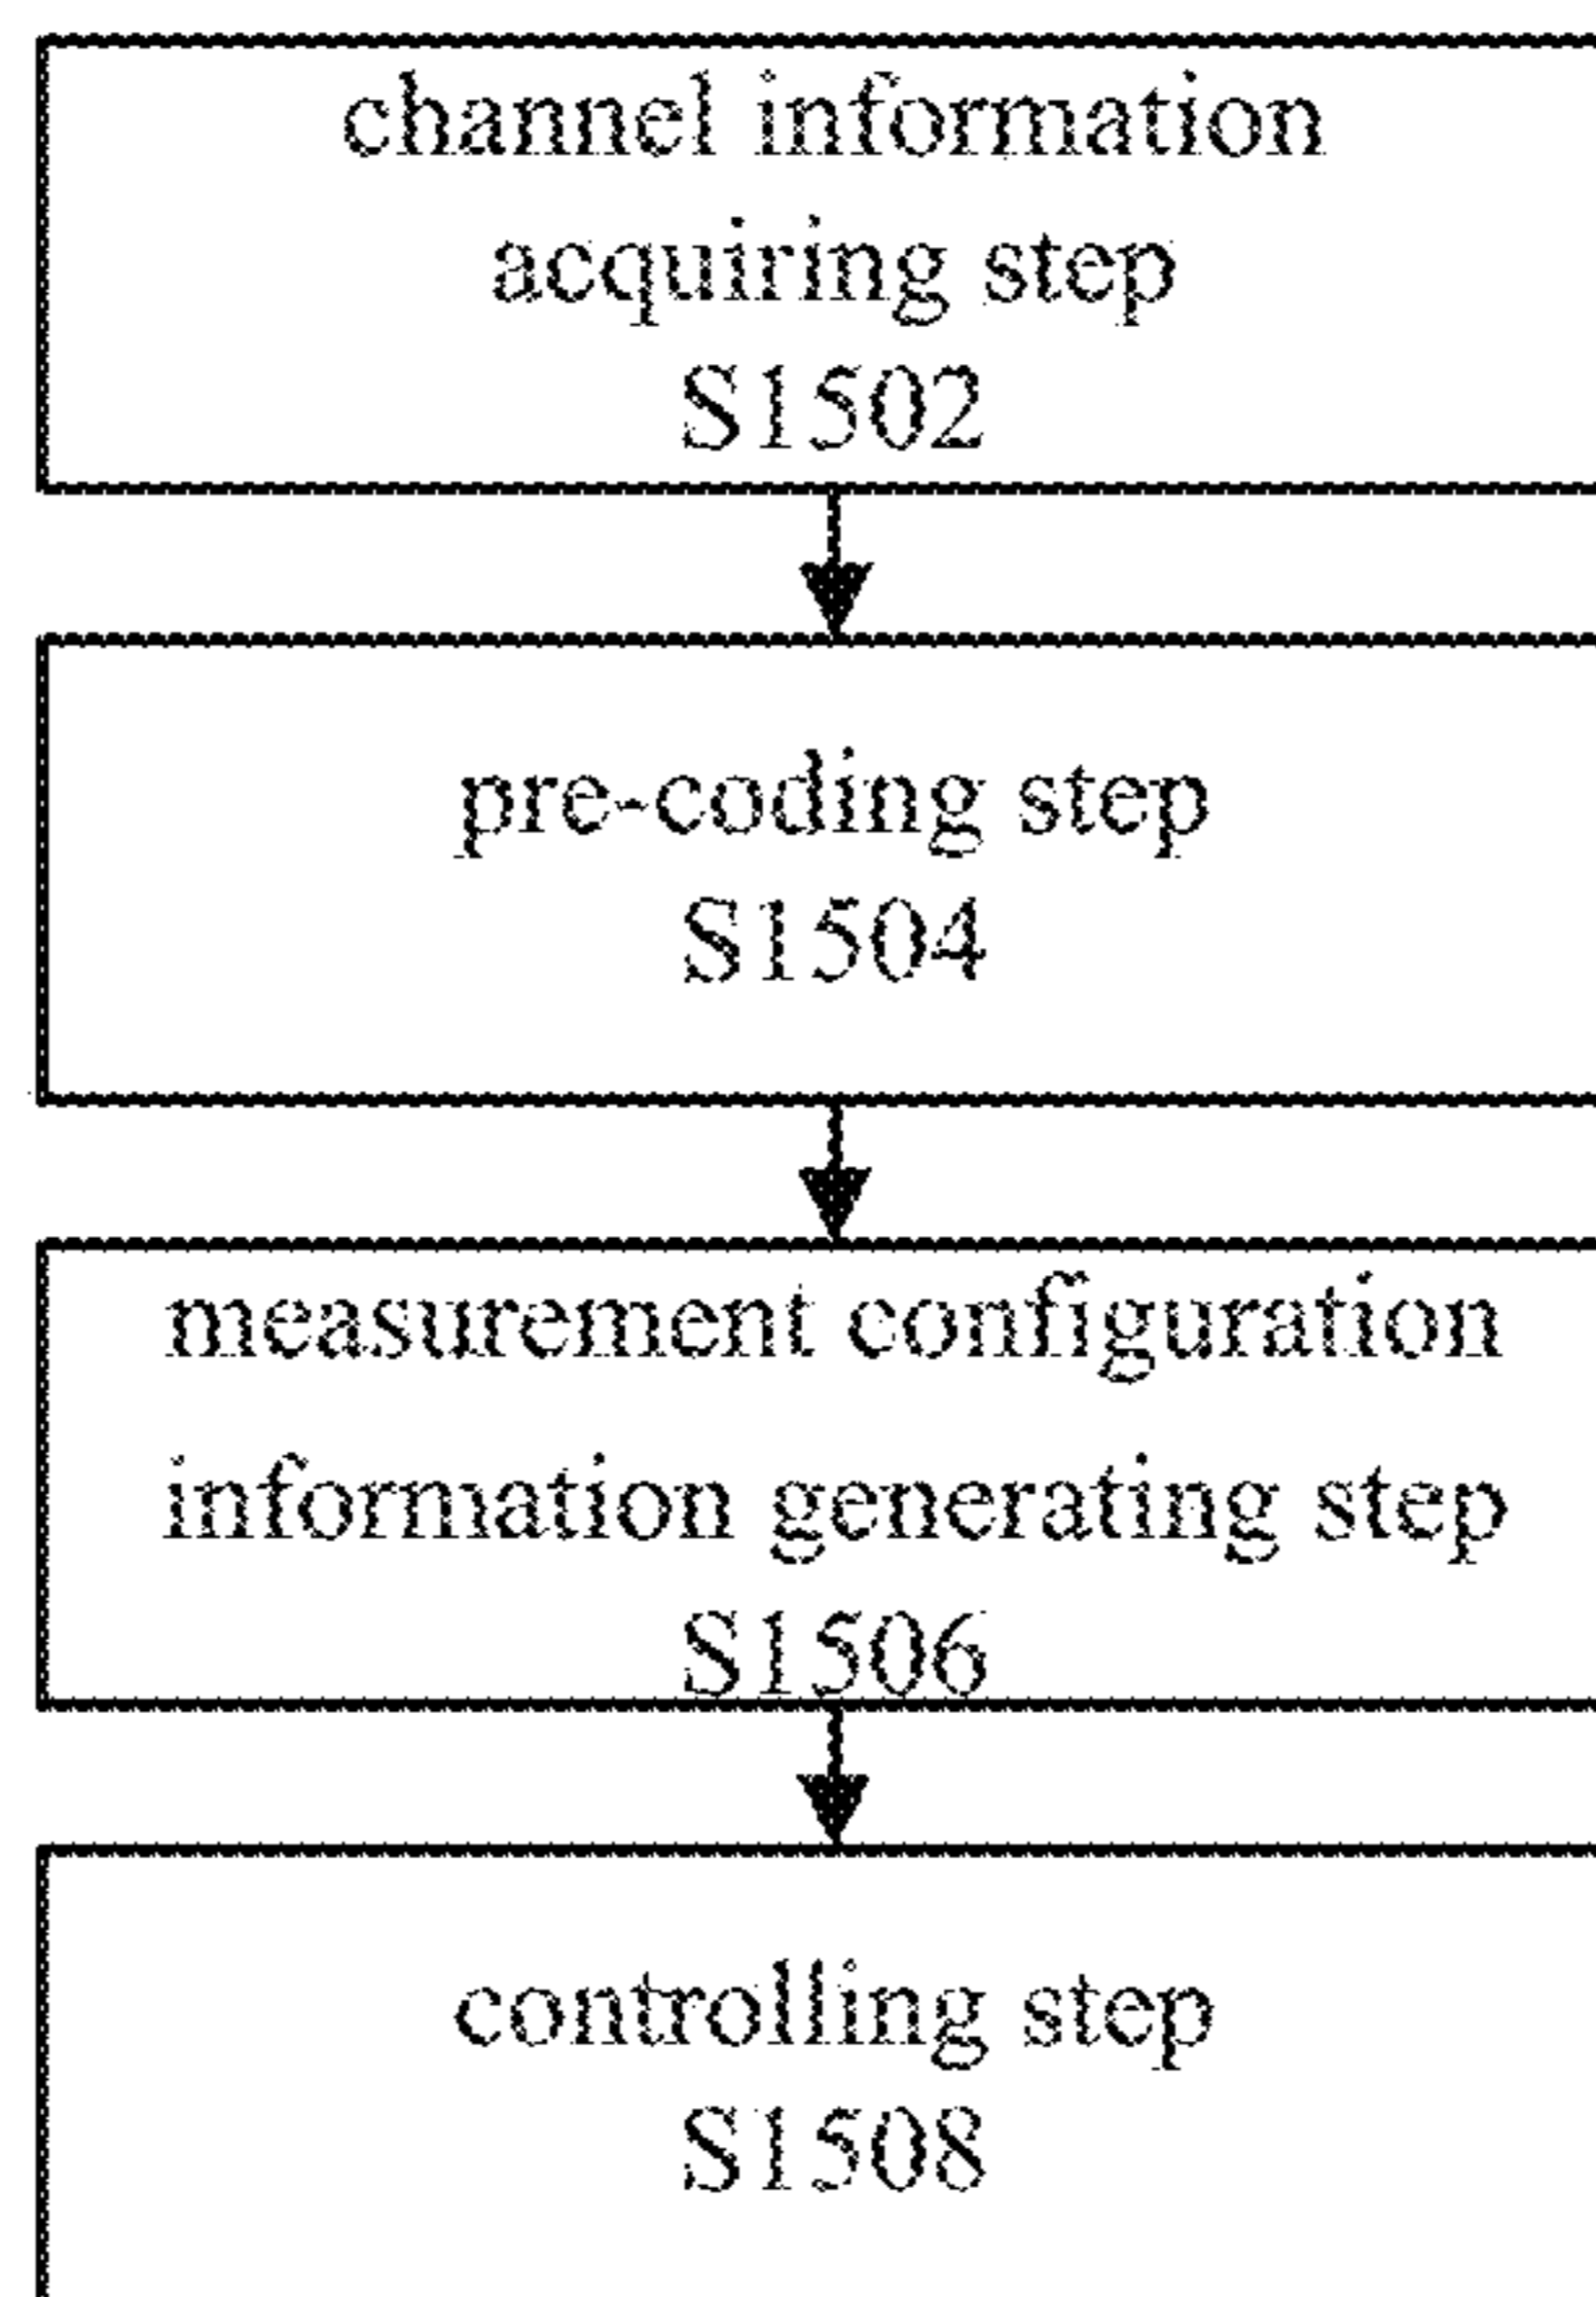 channel information
acquiring step
S1502
pre-coding step
S1504
measurement configuration
information generating step
S1506
controlling step
S1508